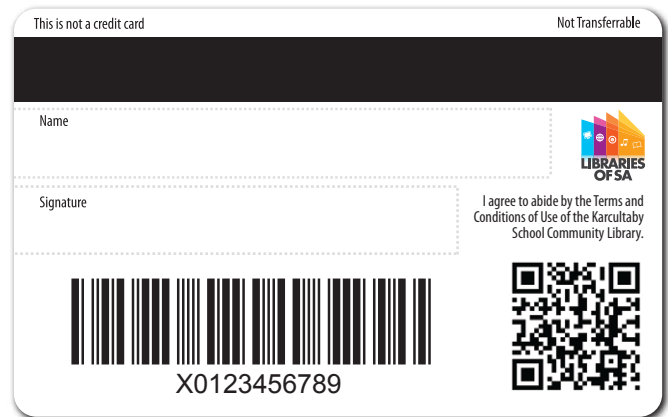 This is not a credit card
Not Transferrable
Name
LIBRARIES
OF SA
Signature
I agree to abide by the Terms and
Conditions of Use of the Karcultaby
School Community Library.
X0123456789